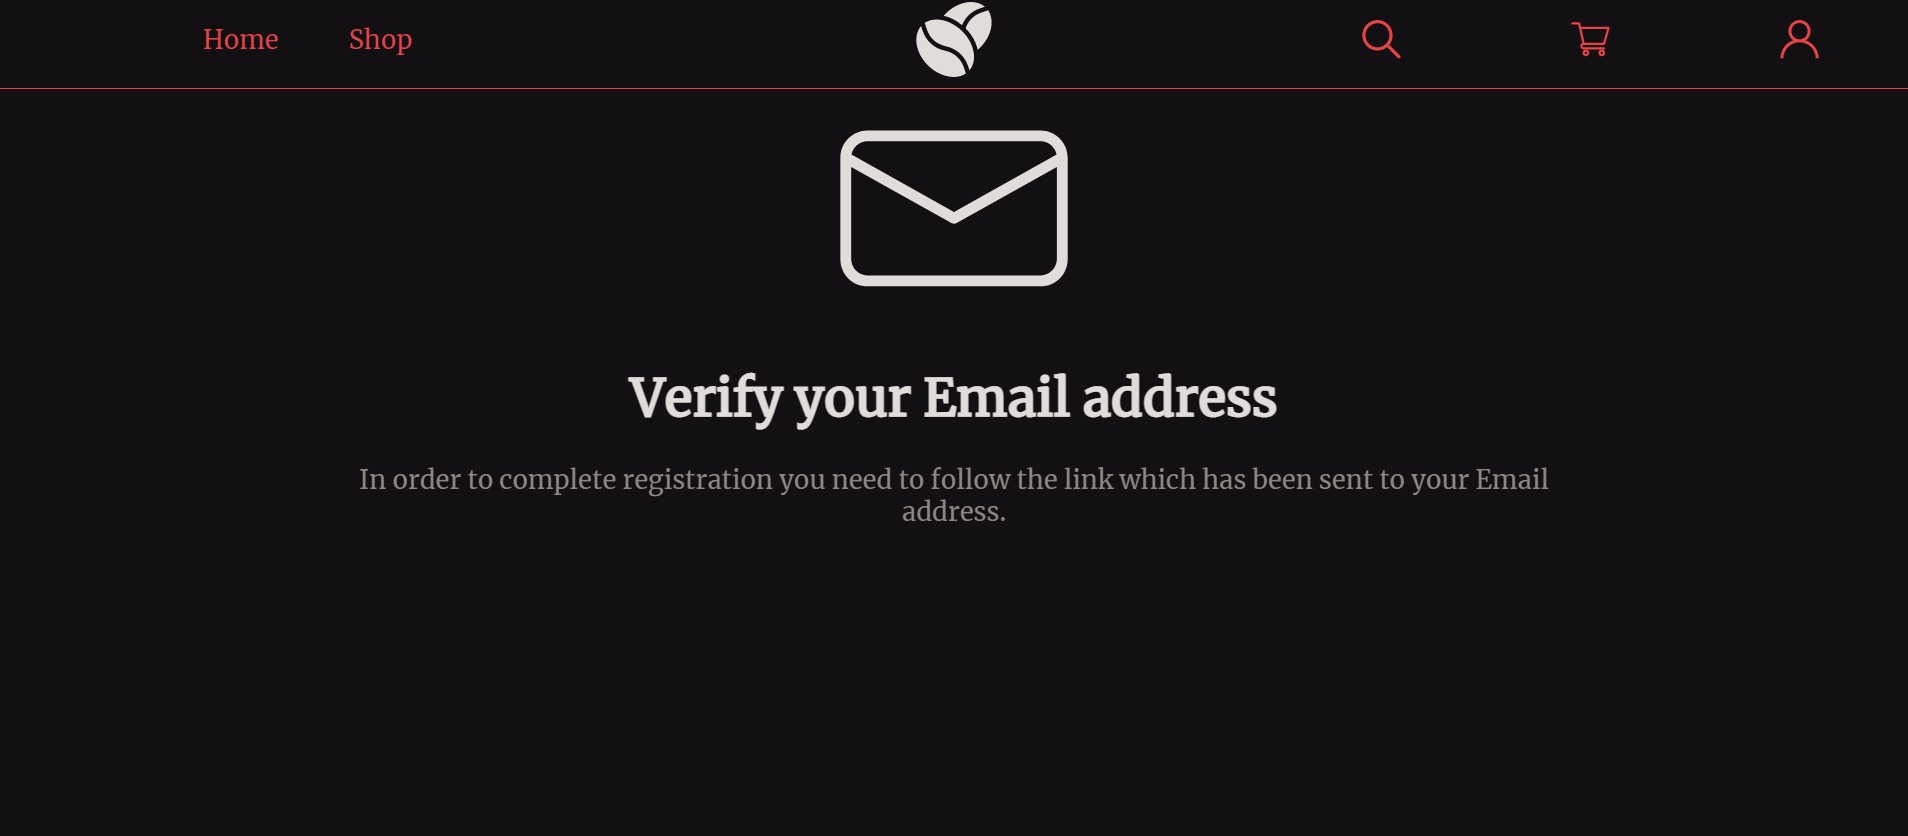 Home Shop
Verify your Email address
In order to complete registration you need to follow the link which has been sent to your Email
address.